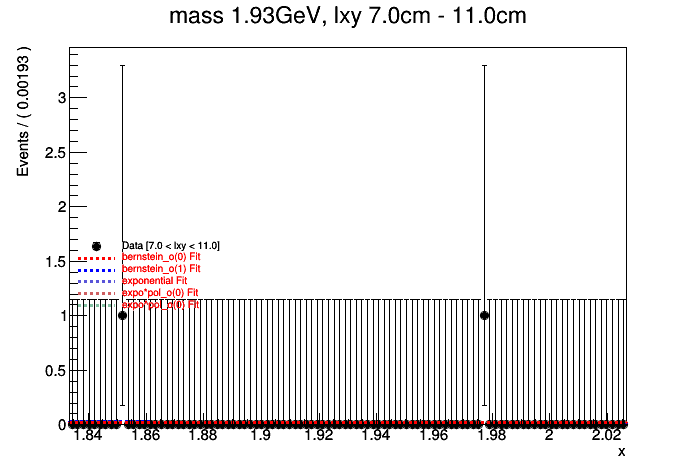 mass 1.93GeV, lxy 7.0cm - 11.0cm
Events / ( 0.00193 )
3
2.5
2
1.5
1
0.5
0
Data [7.0 < lxy < 11.0]
bernstein_o(0) Fit
bernstein_o(1) Fit
exponential Fit
expo*pol_o(0) Fit
1.84 1.86 1.88 1.9 1.92 1.94 1.96 1.98 2 2.02
x